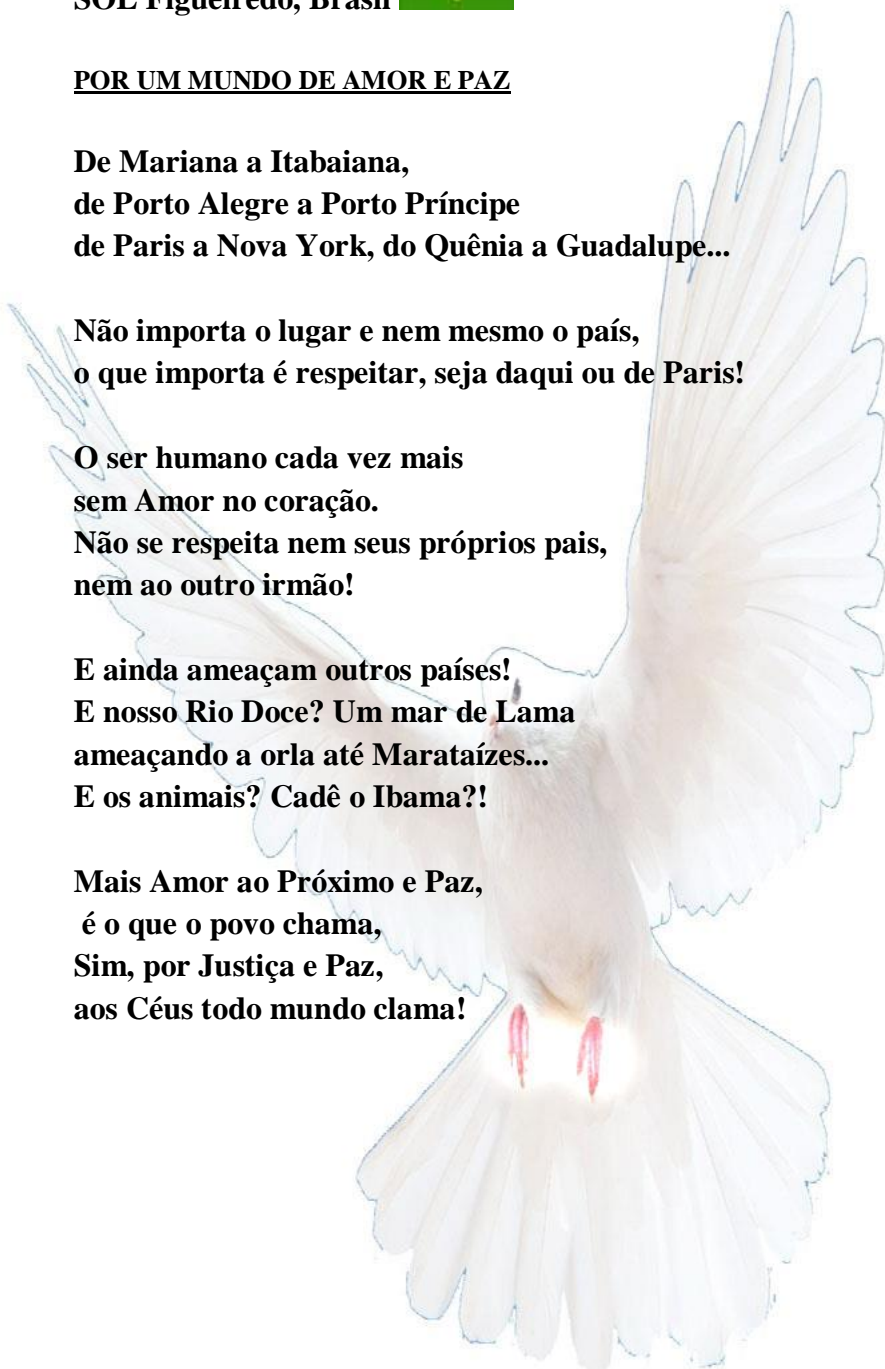 SOL Figueiredo, Brasil
POR UM MUNDO DE AMOR E PAZ
De Mariana a Itabaiana,
de Porto Alegre a Porto Príncipe
de Paris a Nova York, do Quênia a Guadalupe...
Não importa o lugar e nem mesmo o país,
o que importa é respeitar, seja daqui ou de Paris!
O ser humano cada vez mais
sem Amor no coração.
Não se respeita nem seus próprios pais,
nem ao outro irmão!
E ainda ameaçam outros países!
E nosso Rio Doce? Um mar de Lama
ameaçando a orla até Marataízes...
E os animais? Cadê o Ibama?!
Mais Amor ao Próximo e Paz,
é o que o povo chama,
Sim, por Justiça e Paz,
aos Céus todo mundo clama!